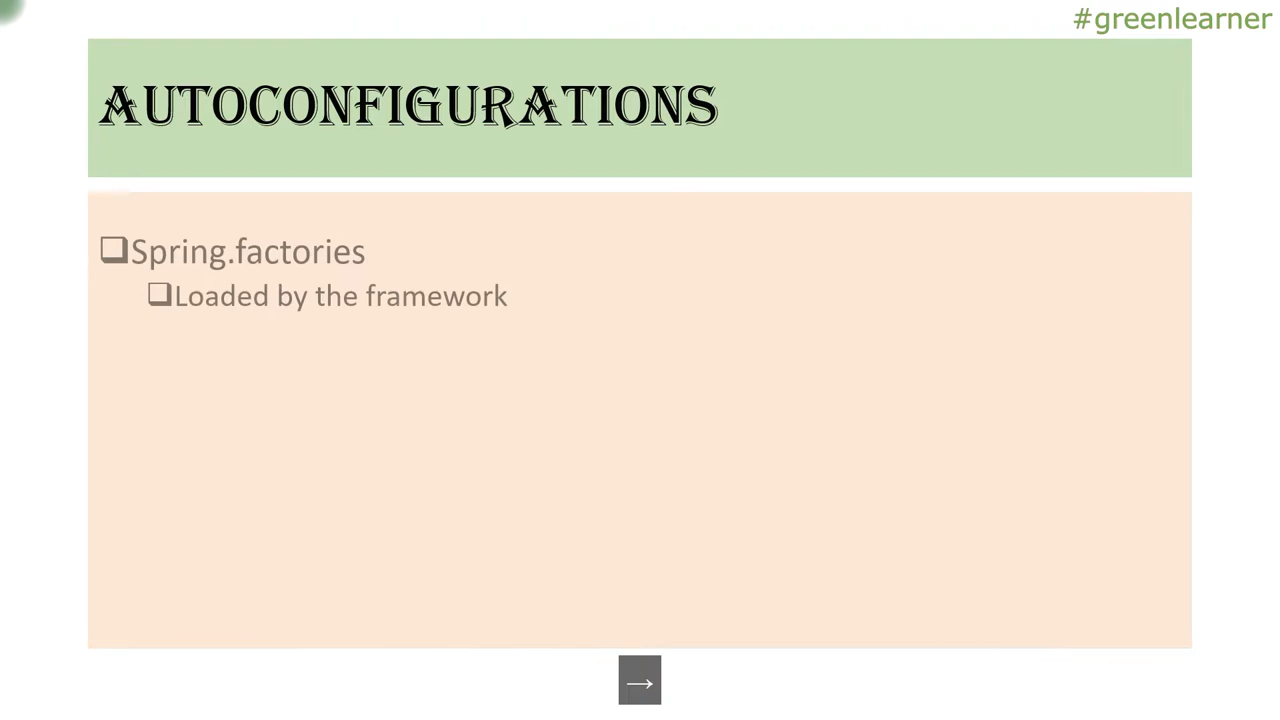 #greenlearner
AUTOCONFIGURATIONS
❑Spring.factories
❑Loaded by the framework
→